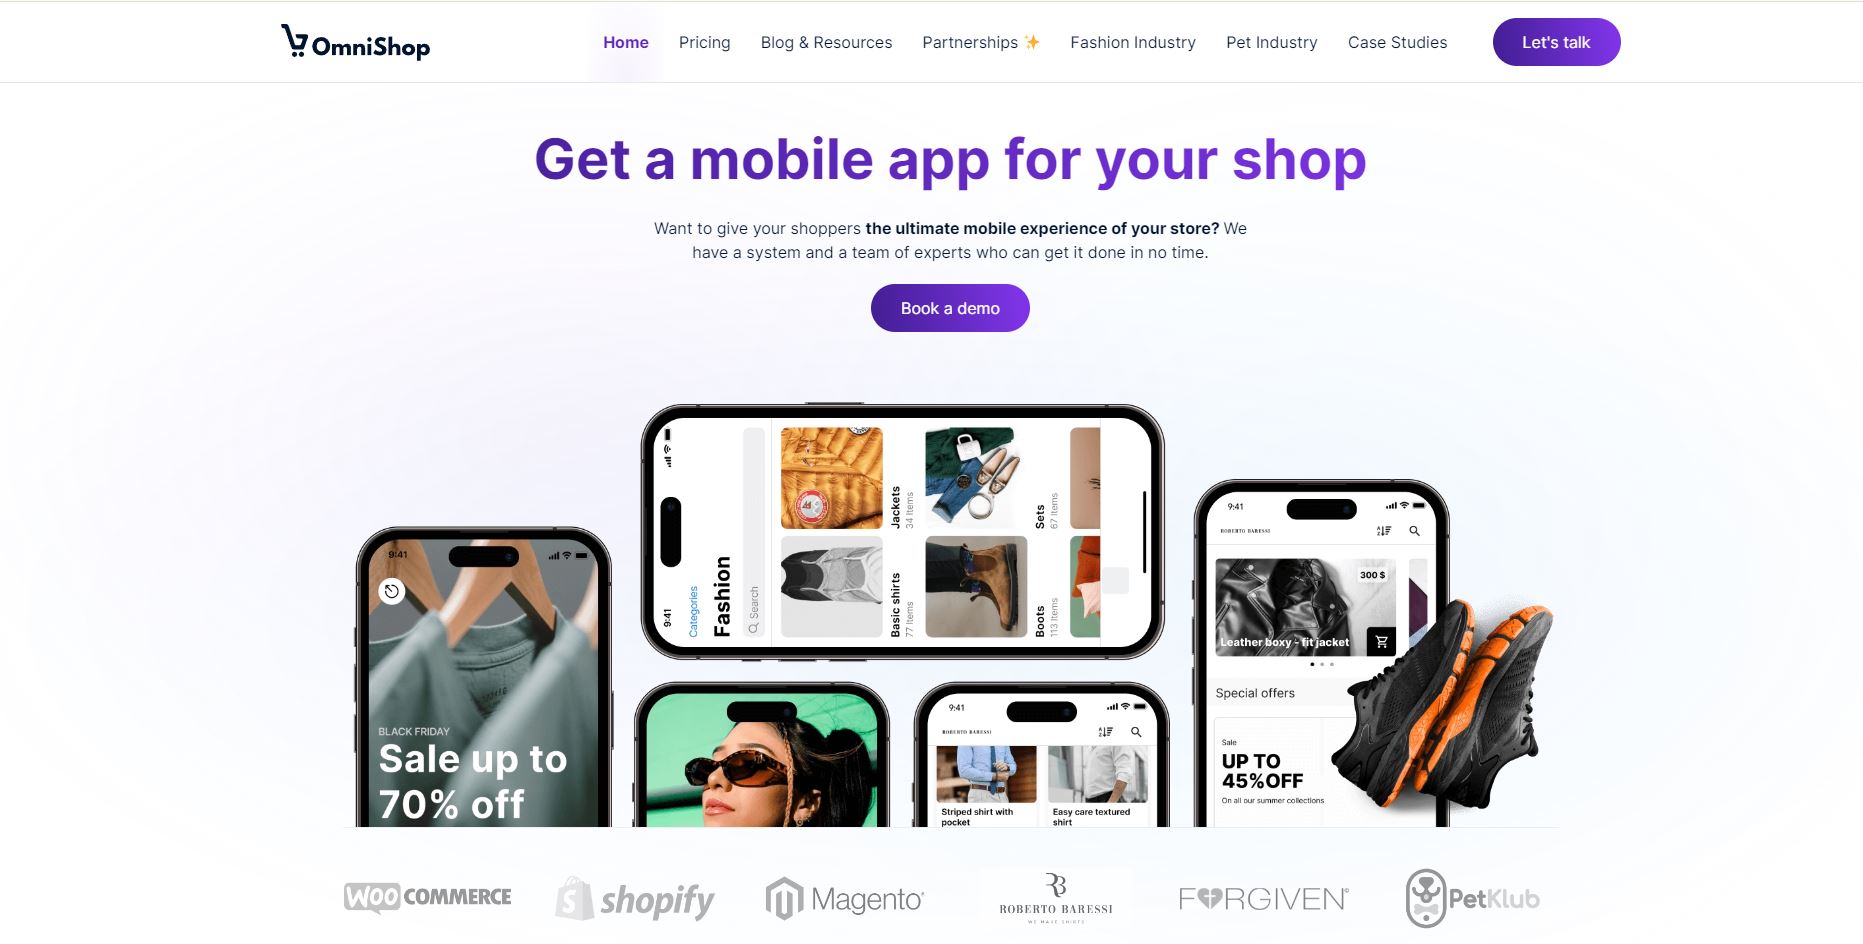 OmniShop
Home
Pricing
Blog & Resources
Partnerships ✨
Fashion Industry
Pet Industry
Case Studies
Let's talk
Get a mobile app for your shop
Want to give your shoppers the ultimate mobile experience of your store? We
have a system and a team of experts who can get it done in no time.
Book a demo
9:41
BLACK FRIDAY
Sale up to
70% off
9:41
Categories
Fashion
Search
Jackets
34 Items
Basic shirts
77 Items
Sets
67 Items
Boots
113 Items
9:41
ROBERTO BARESSI
Striped shirt with
pocket
Easy care textured
shirt
9:41
ROBERTO BARESSI
300 $
Leather boxy - fit jacket
Special offers
Sale
UP TO
45%OFF
On all our summer collections
WOO COMMERCE
shopify
Magento®
ROBERTO BARESSI
WE MAKE SHIRTS
FORGIVEN®
PetKlub